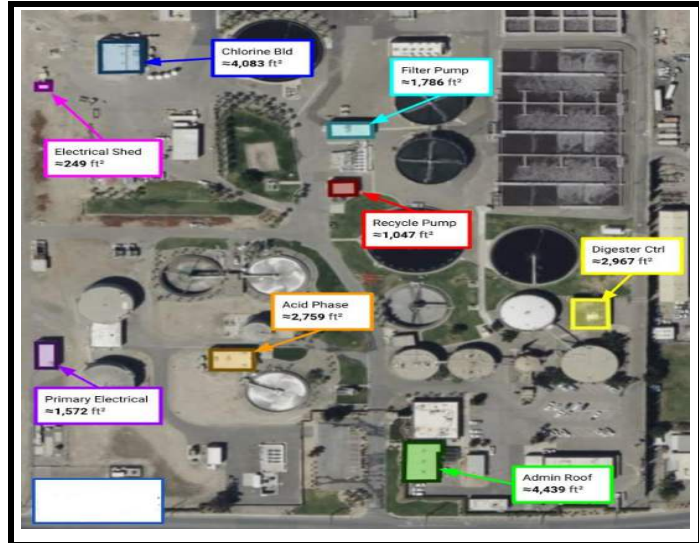 Chlorine Bld
≈4,083 ft²
Filter Pump
≈1,786 ft²
Electrical Shed
≈249 ft²
Recycle Pump
≈1,047 ft²
Digester Ctrl
≈2,967 ft²
Acid Phase
≈2,759 ft²
Primary Electrical
≈1,572 ft²
Admin Roof
≈4,439 ft²